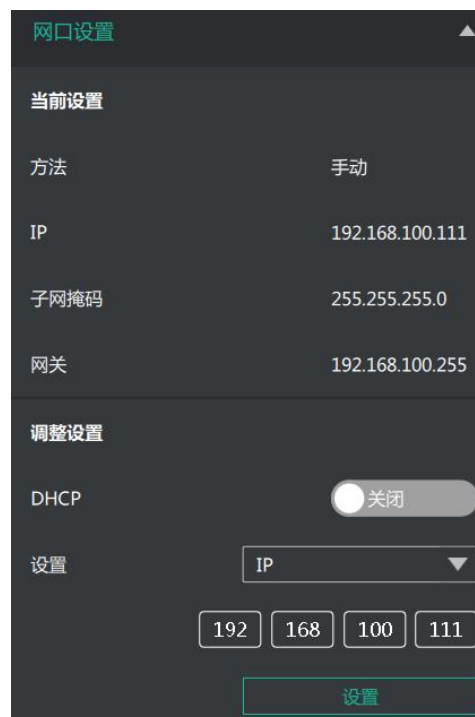 网口设置
当前设置
方法 手动
IP 192.168.100.111
子网掩码 255.255.255.0
网关 192.168.100.255
调整设置
DHCP 关闭
设置 IP
192 168 100 111
设置